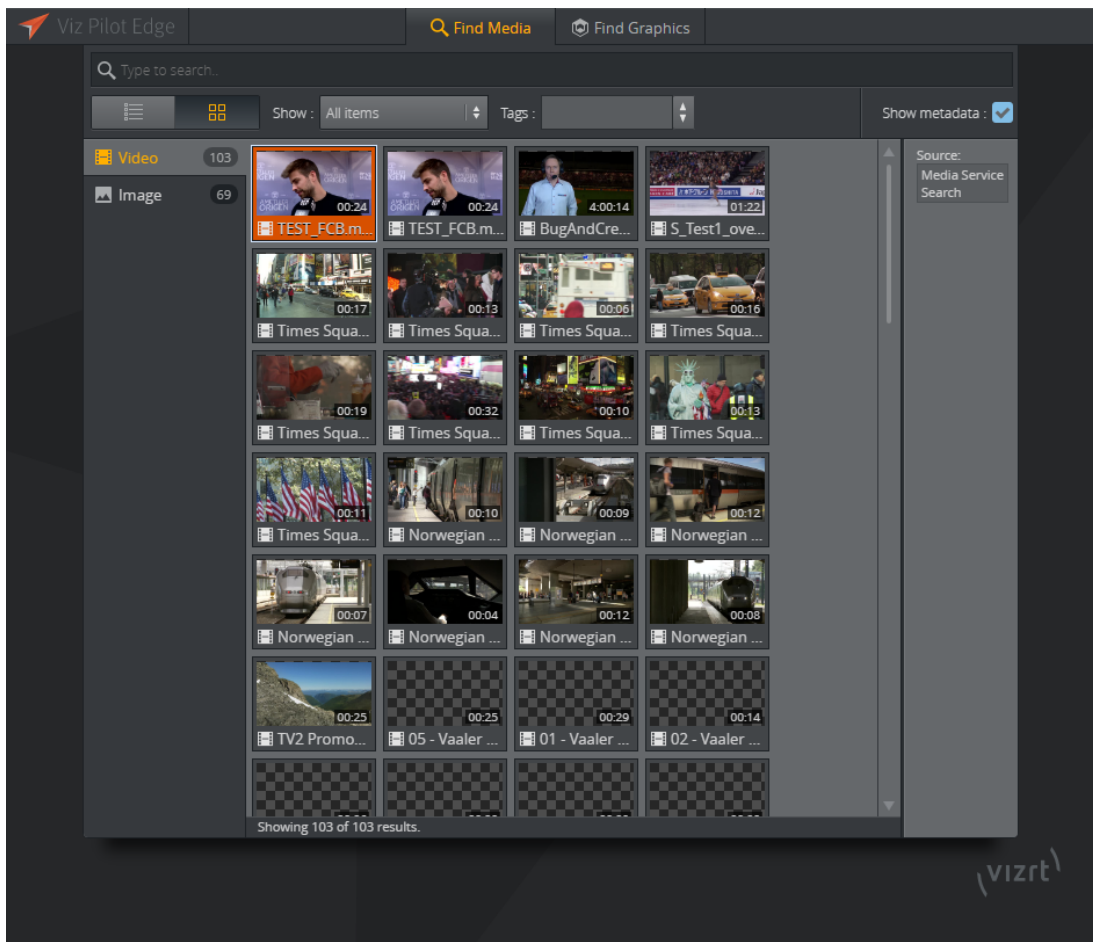 Viz Pilot Edge
Find Media
Find Graphics
Type to search..
Show :
All items
Tags :
Show metadata :
Video
103
Image
69
00:24
TEST_FCB.m...
00:24
TEST_FCB.m...
4:00:14
BugAndCre...
01:22
S_Test1_ove...
00:17
Times Squa...
00:13
Times Squa...
00:06
Times Squa...
00:16
Times Squa...
00:19
Times Squa...
00:32
Times Squa...
00:10
Times Squa...
00:13
Times Squa...
00:11
Times Squa...
00:10
Norwegian ...
00:09
Norwegian ...
00:12
Norwegian ...
00:07
Norwegian ...
00:04
Norwegian ...
00:12
Norwegian ...
00:08
Norwegian ...
00:25
TV2 Promo...
00:25
05 - Vaaler ...
00:29
01 - Vaaler ...
00:14
02 - Vaaler ...
Source:
Media Service
Search
Showing 103 of 103 results.
vizrt